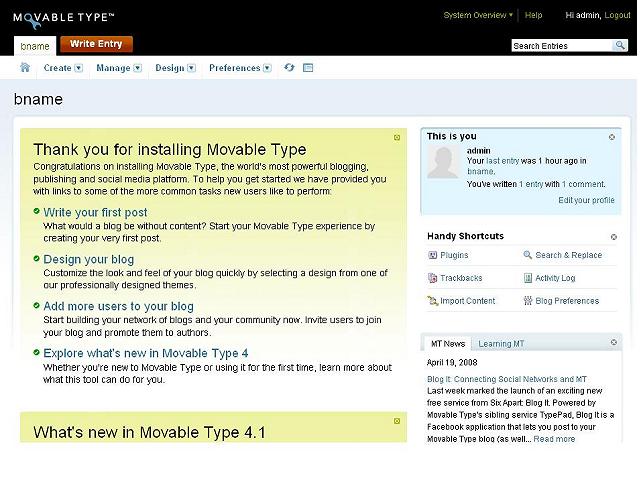 MOVABLE TYPE™
System Overview Help Hi admin, Logout
bname Write Entry
Search Entries
Create Manage Design Preferences
bname
Thank you for installing Movable Type
Congratulations on installing Movable Type, the world's most powerful blogging,
publishing and social media platform. To help you get started we have provided you
with links to some of the more common tasks new users like to perform:
Write your first post
What would a blog be without content? Start your Movable Type experience by
creating your very first post.
Design your blog
Customize the look and feel of your blog quickly by selecting a design from one of
our professionally designed themes.
Add more users to your blog
Start building your network of blogs and your community now. Invite users to join
your blog and promote them to authors.
Explore what's new in Movable Type 4
Whether you're new to Movable Type or using it for the first time, learn more about
what this tool can do for you.
What's new in Movable Type 4.1
This is you
admin
Your last entry was 1 hour ago in
bname.
You've written 1 entry with 1 comment.
Edit your profile
Handy Shortcuts
Plugins Search & Replace
Trackbacks Activity Log
Import Content Blog Preferences
MT News Learning MT
April 19, 2008
Blog It: Connecting Social Networks and MT
Last week marked the launch of an exciting new
free service from Six Apart: Blog It. Powered by
Movable Type's sibling service TypePad, Blog It is a
Facebook application that lets you post to your
Movable Type blog (as well... Read more